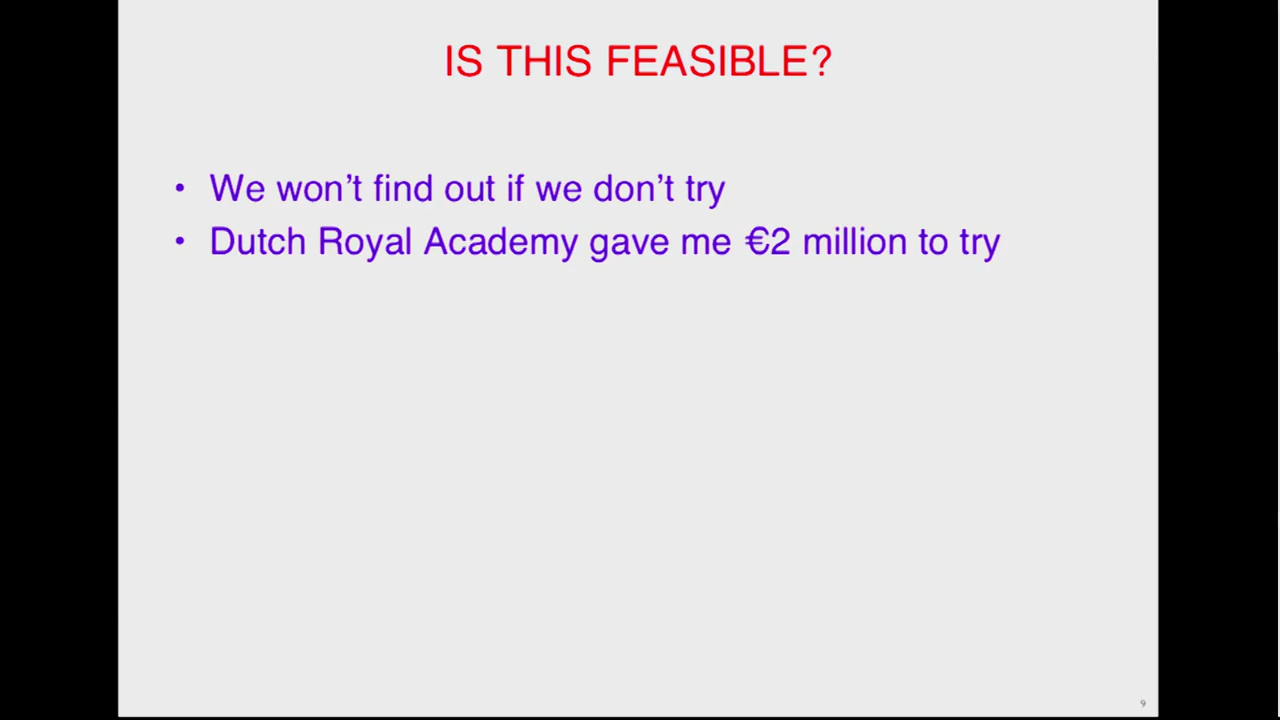 IS THIS FEASIBLE?
• We won’t find out if we don’t try
• Dutch Royal Academy gave me €2 million to try
9